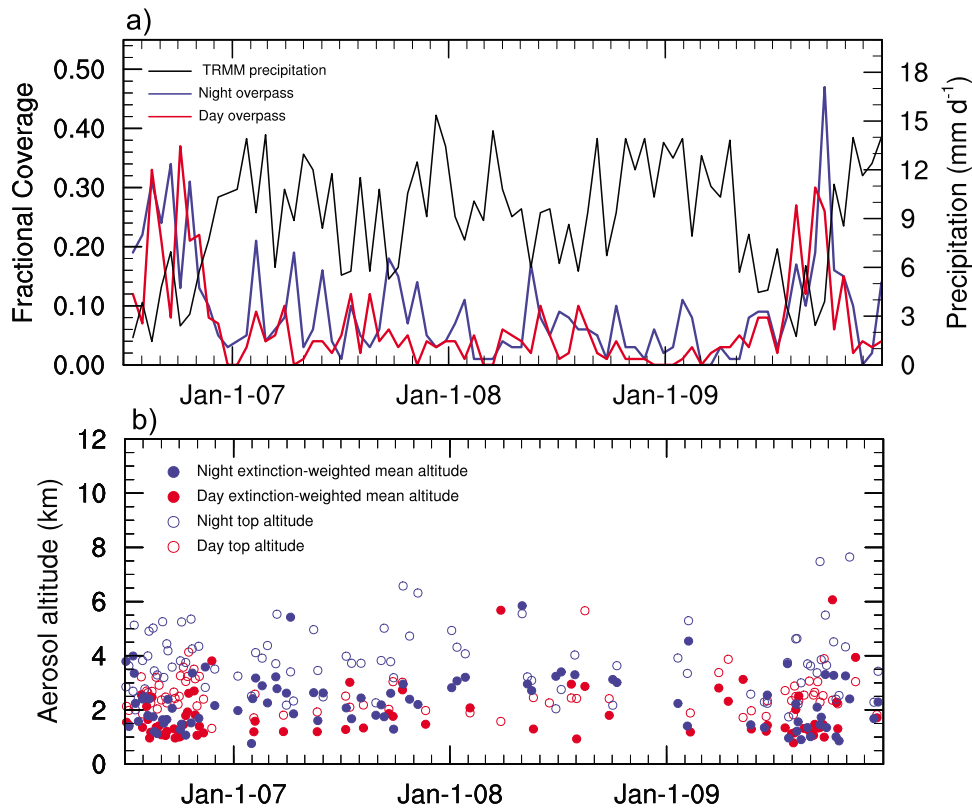 a)
0.50
0.40
0.30
0.20
0.10
0.00
Fractional Coverage
TRMM precipitation
Night overpass
Day overpass
18
15
12
9
6
3
0
Precipitation (mm d-1)
Jan-1-07
Jan-1-08
Jan-1-09
b)
12
10
8
6
4
2
0
Aerosol altitude (km)
Night extinction-weighted mean altitude
Day extinction-weighted mean altitude
Night top altitude
Day top altitude
Jan-1-07
Jan-1-08
Jan-1-09